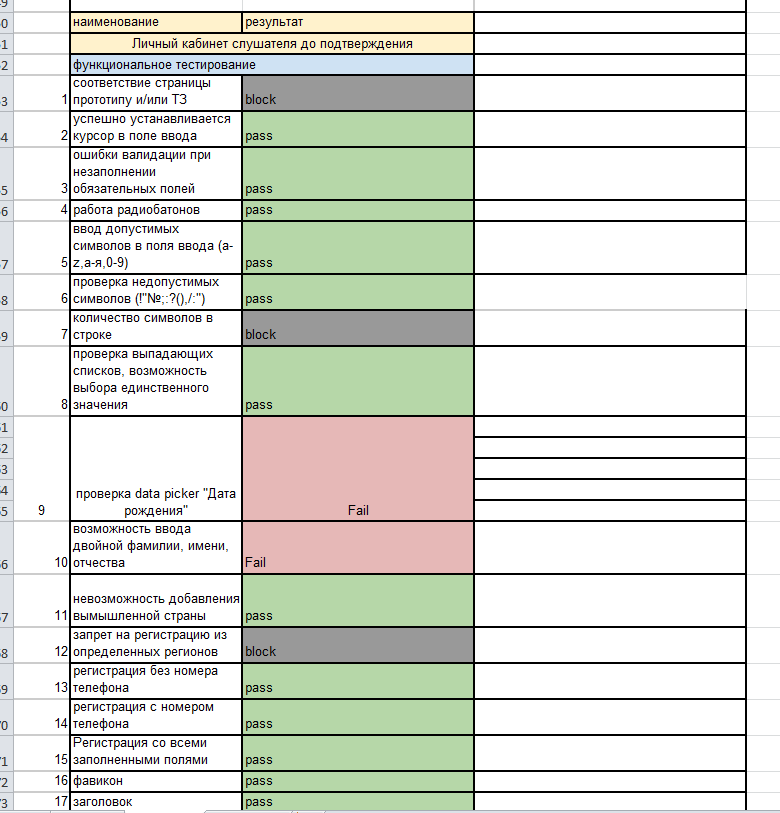 наименование результат
Личный кабинет слушателя до подтверждения
функциональное тестирование
соответствие страницы
1 прототипу и/или ТЗ block
успешно устанавливается
2 курсор в поле ввода pass
ошибки валидации при
незаполнении
3 обязательных полей pass
4 работа радиобатонов pass
ввод допустимых
символов в поля ввода (a-
5 z,а-я,0-9) pass
проверка недопустимых
6 символов (!"№;:?(),/:") pass
количество символов в
7 строке block
проверка выпадающих
списков, возможность
выбора единственного
8 значения pass
проверка data picker "Дата
9 рождения" Fail
возможность ввода
двойной фамилии, имени,
10 отчества Fail
невозможность добавления
11 вымышленной страны pass
запрет на регистрацию из
12 определенных регионов block
регистрация без номера
13 телефона pass
регистрация с номером
14 телефона pass
Регистрация со всеми
15 заполненными полями pass
16 фавикон pass
17 заголовок pass